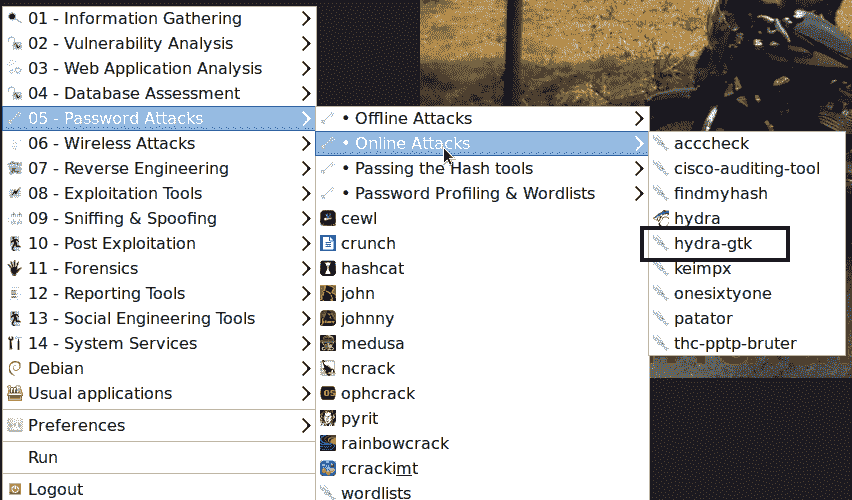 01 - Information Gathering
02 - Vulnerability Analysis
03 - Web Application Analysis
04 - Database Assessment
05 - Password Attacks
06 - Wireless Attacks
07 - Reverse Engineering
08 - Exploitation Tools
09 - Sniffing & Spoofing
10 - Post Exploitation
11 - Forensics
12 - Reporting Tools
13 - Social Engineering Tools
14 - System Services
Debian
Usual applications
Preferences
Run
Logout
• Offline Attacks
• Online Attacks
• Passing the Hash tools
• Password Profiling & Wordlists
cewl
crunch
hashcat
john
johnny
medusa
ncrack
ophcrack
pyrit
rainbowcrack
rcrackimt
wordlists
acccheck
cisco-auditing-tool
findmyhash
hydra
hydra-gtk
keimpx
onesixtyone
patator
thc-pptp-bruter